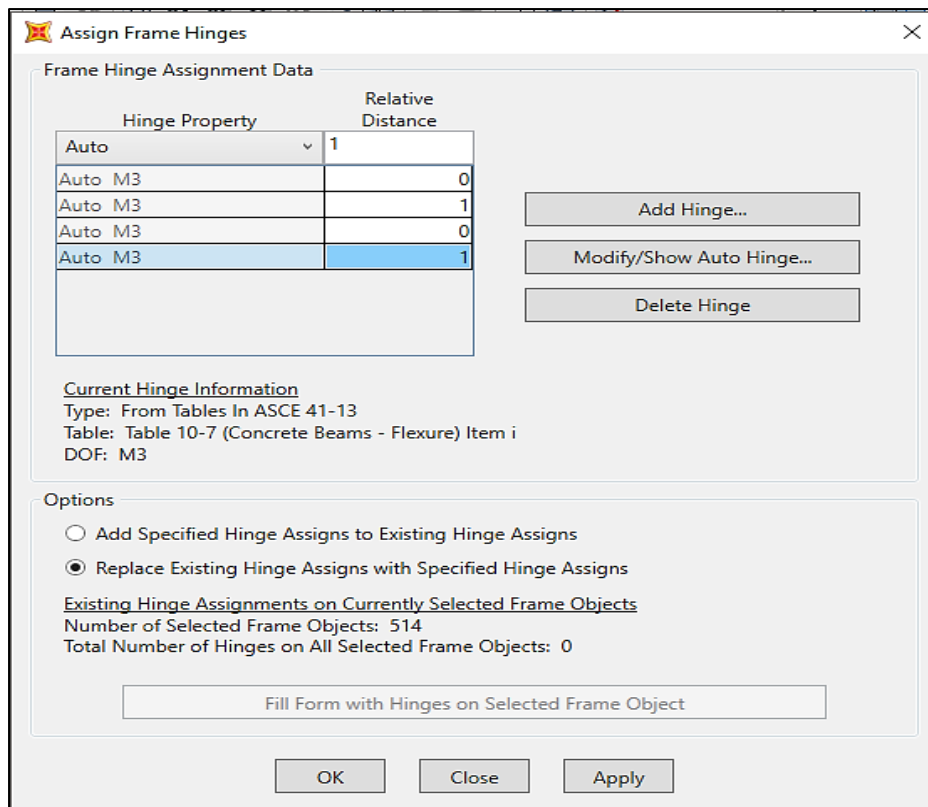 Assign Frame Hinges
Frame Hinge Assignment Data
Hinge Property
Relative
Distance
Auto 1
Auto M3 0
Auto M3 1
Auto M3 0
Auto M3 1
Add Hinge...
Modify/Show Auto Hinge...
Delete Hinge
Current Hinge Information
Type: From Tables In ASCE 41-13
Table: Table 10-7 (Concrete Beams - Flexure) Item i
DOF: M3
Options
Add Specified Hinge Assigns to Existing Hinge Assigns
Replace Existing Hinge Assigns with Specified Hinge Assigns
Existing Hinge Assignments on Currently Selected Frame Objects
Number of Selected Frame Objects: 514
Total Number of Hinges on All Selected Frame Objects: 0
Fill Form with Hinges on Selected Frame Object
OK Close Apply